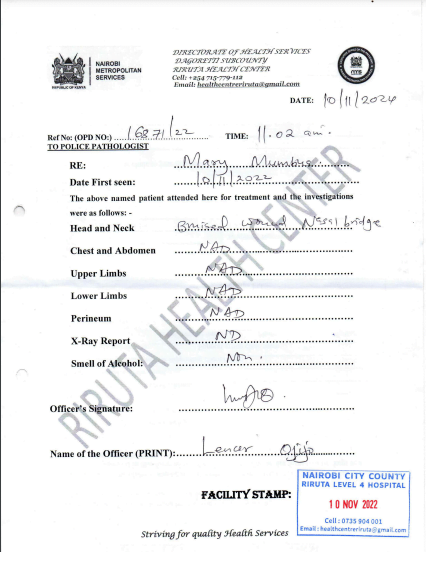 NAIROBI
METROPOLITAN
SERVICES
REPUBLIC OF KENYA
DIRECTORATE OF HEALTH SERVICES
DAGORETTI SUBCOUNTY
RIRUTA HEALTH CENTER
Cell: +254 715-779-112
Email: healthcentreriruta@gmail.com
DATE: 10/11/2024
Ref No: (OPD NO:) 16871/22 TIME: 11.02 am.
TO POLICE PATHOLOGIST
RE: Mary
Date First seen: 10/11/2022
The above named patient attended here for treatment and the investigations
were as follows: -
Head and Neck Bruised wound Nasal bridge
Chest and Abdomen NAD
Upper Limbs NAD
Lower Limbs NAD
Perineum NAD
X-Ray Report ND
Smell of Alcohol: Non.
Officer's Signature:
Name of the Officer (PRINT): Lencer
FACILITY STAMP:
NAIROBI CITY COUNTY
RIRUTA LEVEL 4 HOSPITAL
10 NOV 2022
Cell: 0735 904 001
Email: healthcentreriruta@gmail.com
Striving for quality Health Services
RIRUTA HEALTH CENTER